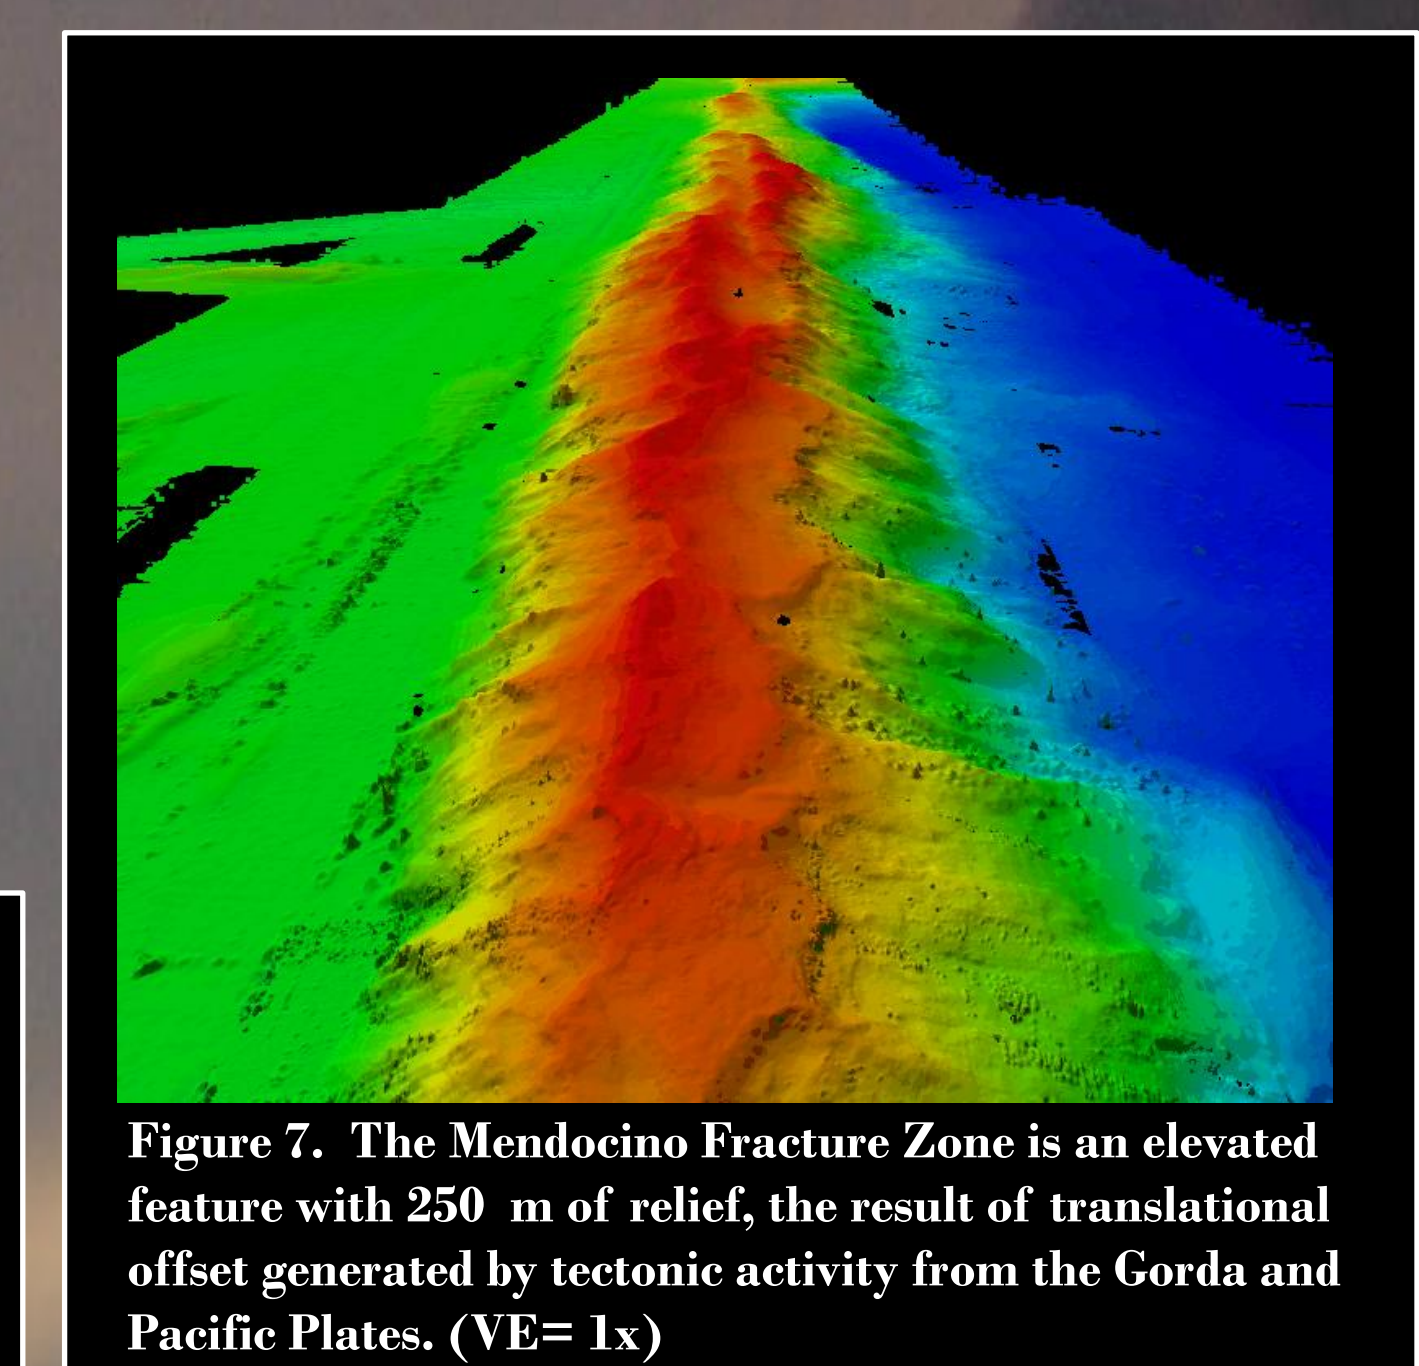 Figure 7.  The Mendocino Fracture Zone is an elevated
feature with 250  m of relief, the result of translational
offset generated by tectonic activity from the Gorda and
Pacific Plates. (VE= 1x)